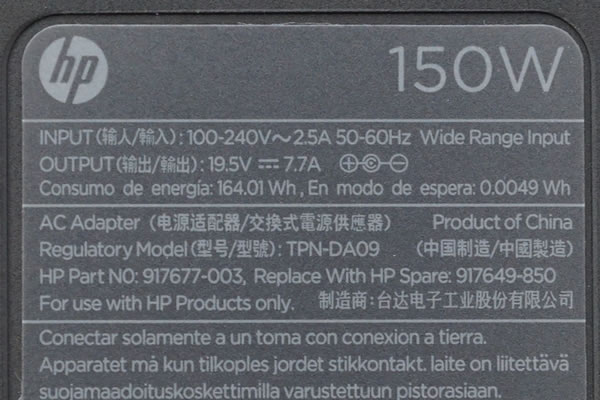 hp
150W
INPUT(输入/輸入): 100-240V～2.5A 50-60Hz Wide Range Input
OUTPUT(输出/輸出): 19.5V ⎓ 7.7A
Consumo de energía: 164.01 Wh, En modo de espera: 0.0049 Wh
AC Adapter (电源适配器/交換式電源供應器) Product of China
Regulatory Model(型号/型號): TPN-DA09 (中国制造/中國製造)
HP Part NO: 917677-003, Replace With HP Spare: 917649-850
For use with HP Products only. 制造商:台达电子工业股份有限公司
Conectar solamente a un toma con conexion a tierra.
Apparatet må kun tilkoples jordet stikkontakt. laite on liitettävä
suojamaadoituskoskettimilla varustettuun pistorasiaan.